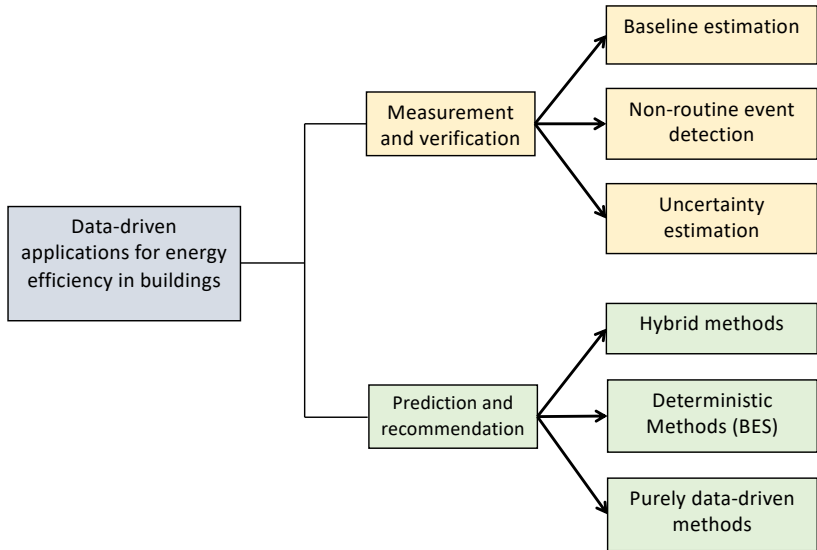 Data-driven
applications for energy
efficiency in buildings
Measurement
and verification
Baseline estimation
Non-routine event
detection
Uncertainty
estimation
Prediction and
recommendation
Hybrid methods
Deterministic
Methods (BES)
Purely data-driven
methods